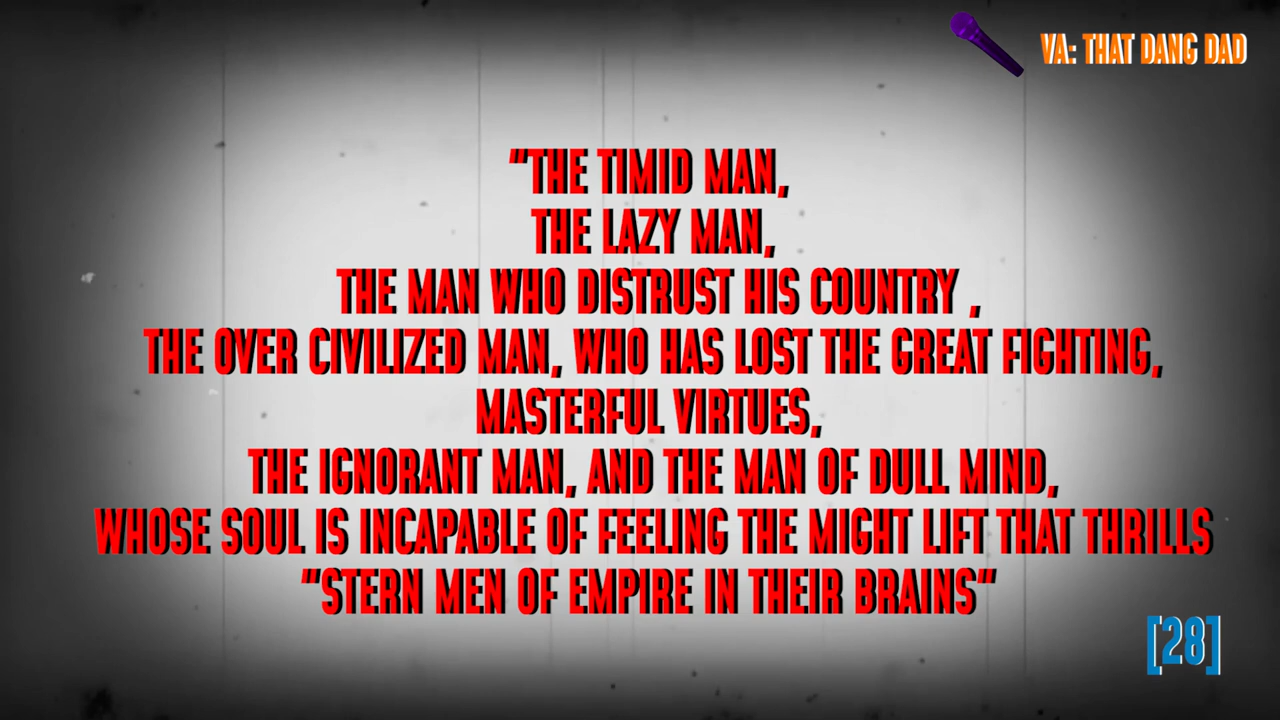 VA: THAT DANG DAD
"THE TIMID MAN,
THE LAZY MAN,
THE MAN WHO DISTRUST HIS COUNTRY ,
THE OVER CIVILIZED MAN, WHO HAS LOST THE GREAT FIGHTING,
MASTERFUL VIRTUES,
THE IGNORANT MAN, AND THE MAN OF DULL MIND,
WHOSE SOUL IS INCAPABLE OF FEELING THE MIGHT LIFT THAT THRILLS
"STERN MEN OF EMPIRE IN THEIR BRAINS"
[28]